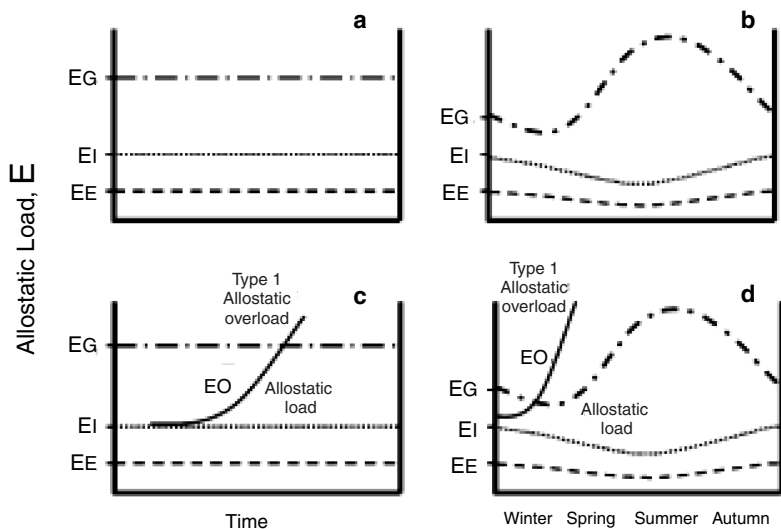 a
b
EG
EG
EI
EI
EE
EE
Allostatic Load, E
Type 1
Allostatic
overload
c
Type 1
Allostatic
overload
d
EG
EO
Allostatic
load
EO
EG
Allostatic
load
EI
EI
EE
EE
Time
Winter Spring Summer Autumn